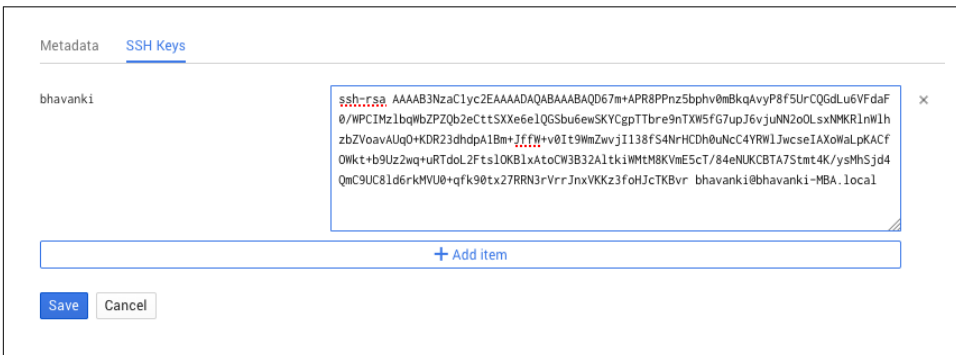 Metadata SSH Keys
bhavanki
ssh-rsa AAAAB3NzaC1yc2EAAAADAQABAAABAQD67m+APR8PPnz5bphv0mBkqAvyP8f5UrCQGdLu6VFdaF
0/WPCIMzlbqWbZPZQb2eCttSXXe6elQGSbu6ewSKYCgpTTbre9nTXW5fG7upJ6vjuNN2oOLsxNMKRlnWlh
zbZVoavAUqO+KDR23dhdpA1Bm+JffW+v0It9WmZwvjI138fS4NrHCDh0uNcC4YRWlJwcseIAXoWaLpKACf
OWkt+b9Uz2wq+uRTdoL2FtslOKBlxAtoCW3B32AltkiWMtM8KVmE5cT/84eNUKCBTA7Stmt4K/ysMhSjd4
QmC9UC8ld6rkMVU0+qfk90tx27RRN3rVrrJnxVKKz3foHJcTKBvr bhavanki@bhavanki-MBA.local
+ Add item
Save Cancel